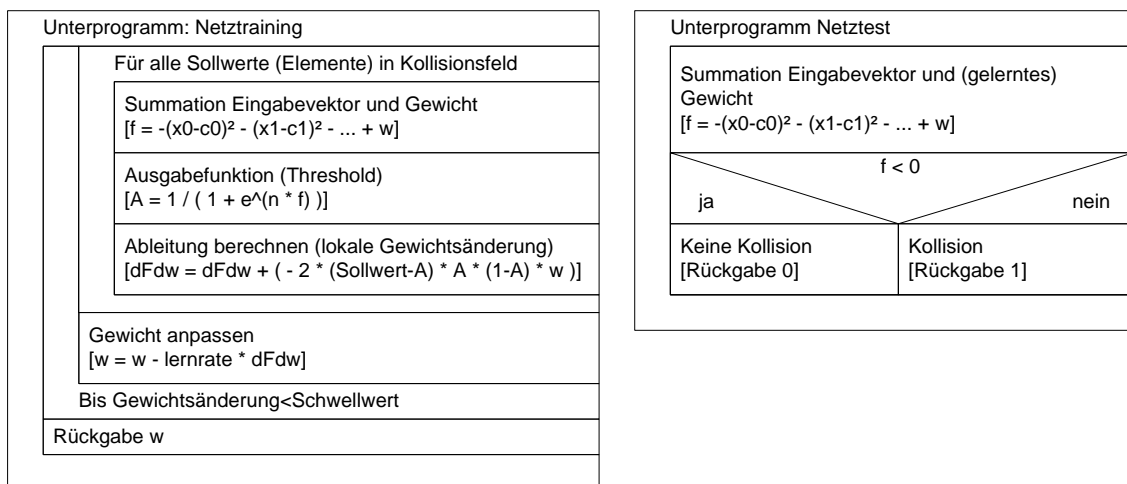 Unterprogramm: Netztraining
Für alle Sollwerte (Elemente) in Kollisionsfeld
Summation Eingabevektor und Gewicht
[f = -(x0-c0)² - (x1-c1)² - ... + w]
Ausgabefunktion (Threshold)
[A = 1 / ( 1 + e^(n * f) )]
Ableitung berechnen (lokale Gewichtsänderung)
[dFdw = dFdw + ( - 2 * (Sollwert-A) * A * (1-A) * w )]
Gewicht anpassen
[w = w - lernrate * dFdw]
Bis Gewichtsänderung<Schwellwert
Rückgabe w
Unterprogramm Netztest
Summation Eingabevektor und (gelerntes)
Gewicht
[f = -(x0-c0)² - (x1-c1)² - ... + w]
f < 0
ja
nein
Keine Kollision
[Rückgabe 0]
Kollision
[Rückgabe 1]